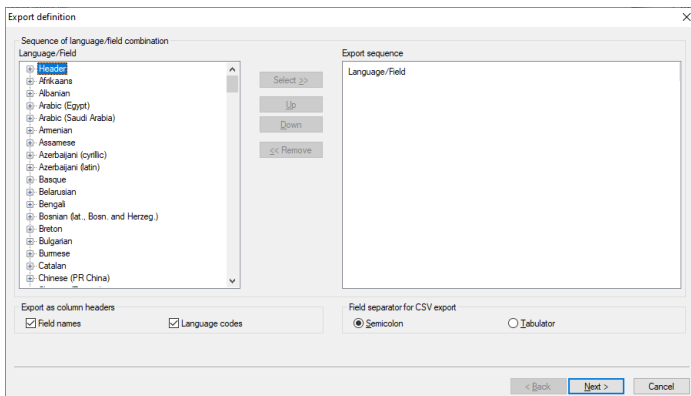 Export definition
Sequence of language/field combination
Language/Field
Header
Afrikaans
Albanian
Arabic (Egypt)
Arabic (Saudi Arabia)
Armenian
Assamese
Azerbaijani (cyrillic)
Azerbaijani (latin)
Basque
Belarusian
Bengali
Bosnian (lat., Bosn. and Herzeg.)
Breton
Bulgarian
Burmese
Catalan
Chinese (PR China)
Select >>
Up
Down
<< Remove
Export sequence
Language/Field
Export as column headers
Field names
Language codes
Field separator for CSV export
Semicolon
Tabulator
< Back
Next >
Cancel